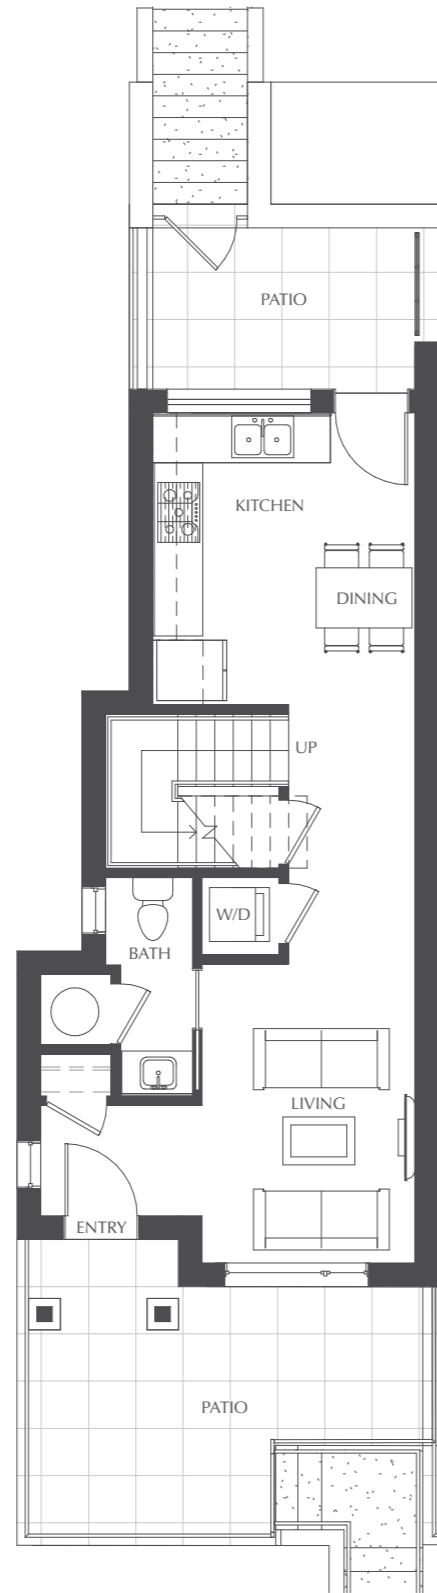 PATIO
KITCHEN
DINING
UP
W/D
BATH
LIVING
ENTRY
PATIO